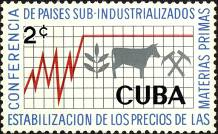 CONFERENCIA
DE PAISES SUB-INDUSTRIALIZADOS
2¢
CUBA
ESTABILIZACION DE LOS PRECIOS DE LAS
MATERIAS PRIMAS